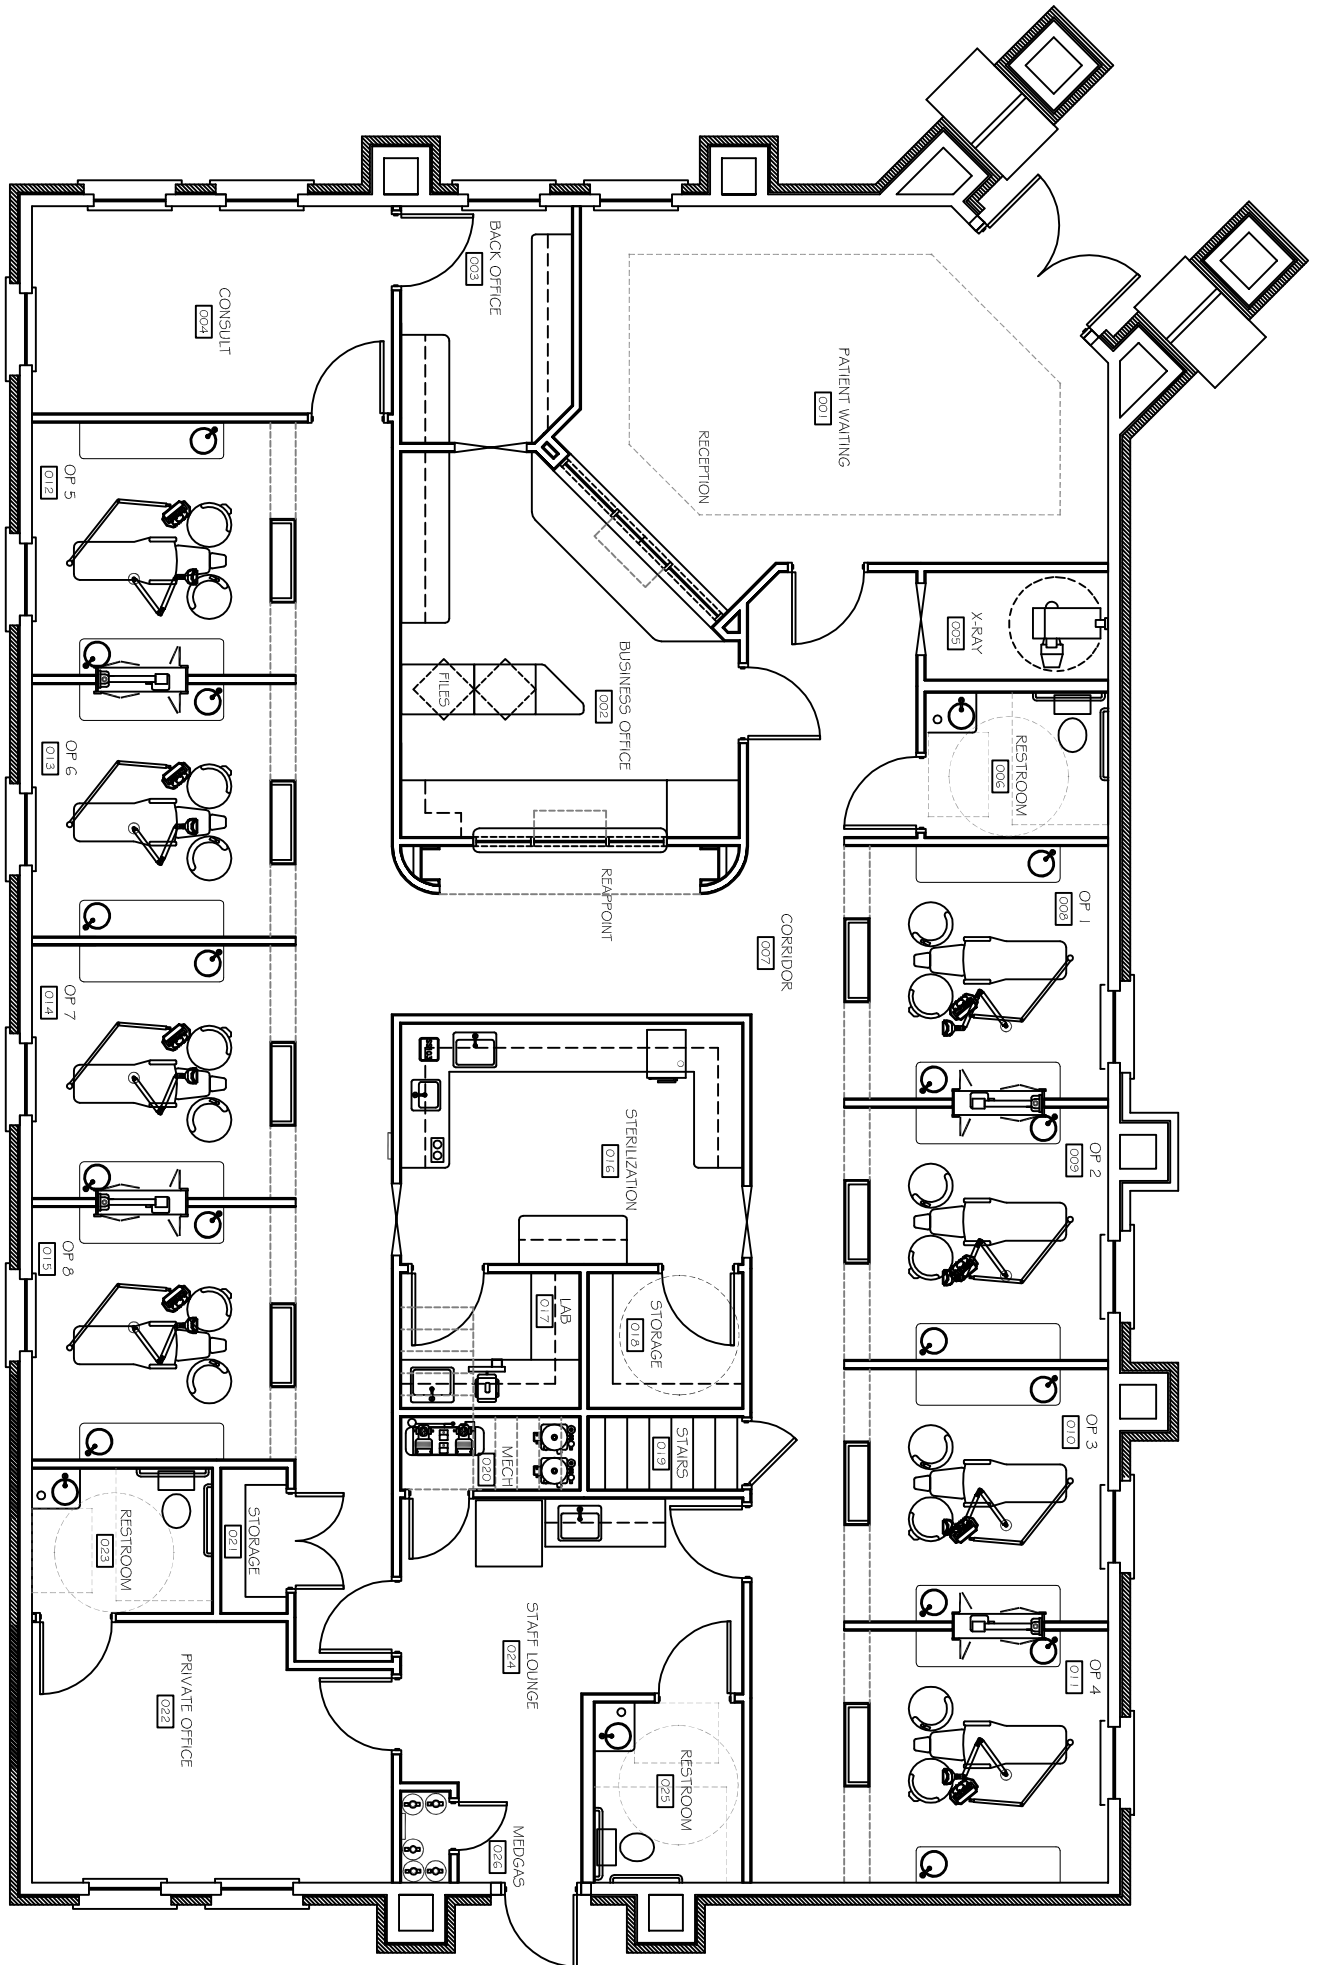 PATIENT WAITING
001
RECEPTION
BACK OFFICE
003
CONSULT
004
X-RAY
005
RESTROOM
006
BUSINESS OFFICE
002
FILES
REAPPOINT
CORRIDOR
007
OP 1
008
OP 2
009
OP 3
010
OP 4
011
OP 5
012
OP 6
013
OP 7
014
OP 8
015
STERILIZATION
016
LAB
017
STORAGE
018
STAIRS
019
MECH
020
STORAGE
021
RESTROOM
023
PRIVATE OFFICE
022
STAFF LOUNGE
024
RESTROOM
025
MEDGAS
026